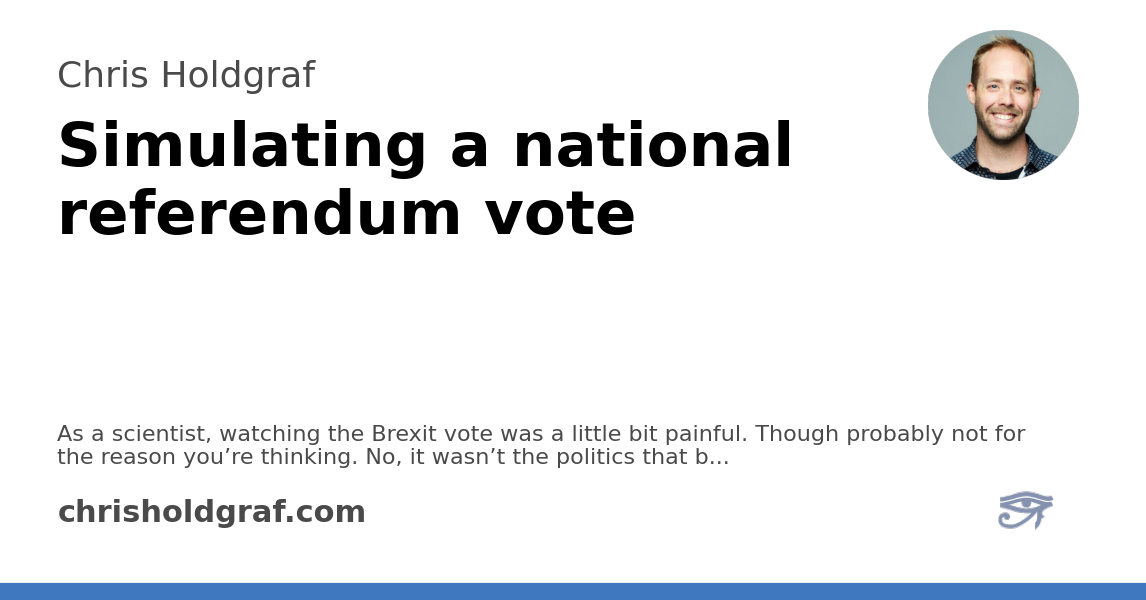 Chris Holdgraf
Simulating a national
referendum vote
As a scientist, watching the Brexit vote was a little bit painful. Though probably not for
the reason you’re thinking. No, it wasn’t the politics that b...
chrisholdgraf.com